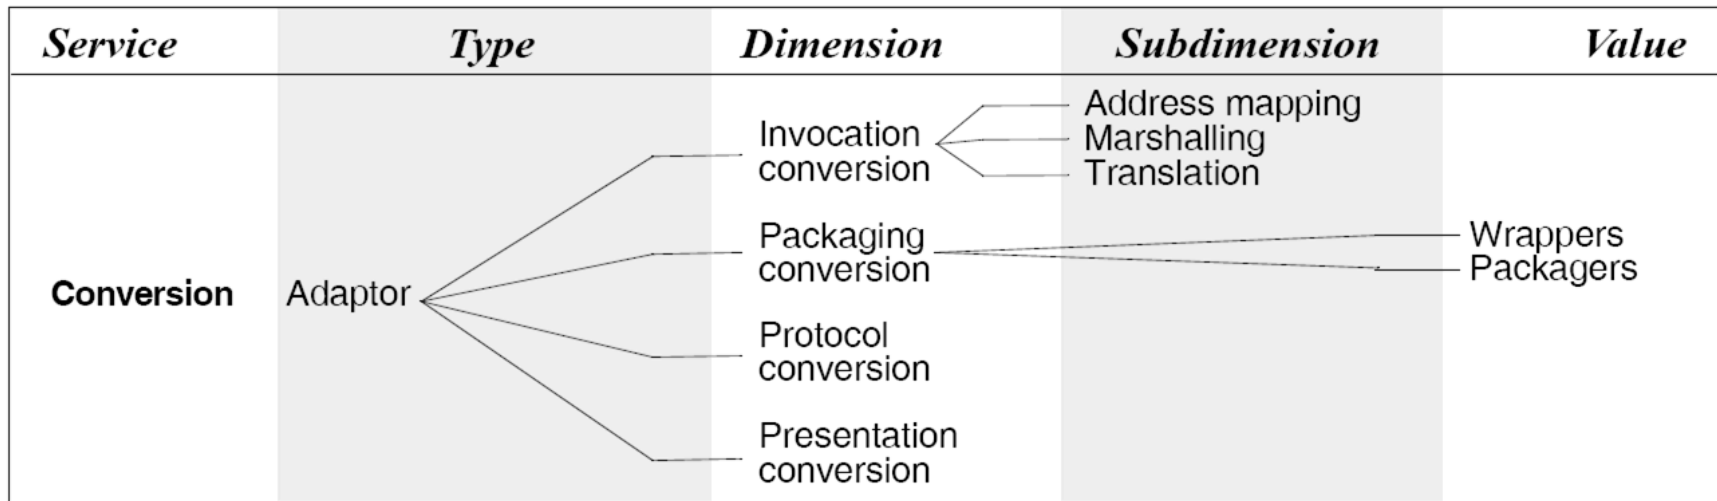 Service Type Dimension Subdimension Value
Invocation
conversion
Address mapping
Marshalling
Translation
Packaging
conversion
Wrappers
Packagers
Conversion
Adaptor
Protocol
conversion
Presentation
conversion